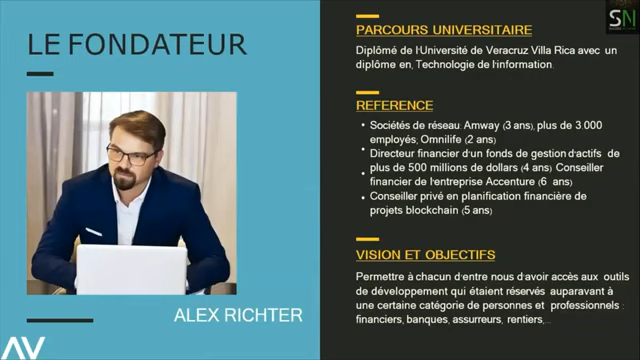 LE FONDATEUR
ALEX RICHTER
AV
SN
PARCOURS UNIVERSITAIRE
Diplômé de l'Université de Veracruz Villa Rica avec un
diplôme en, Technologie de l'information.
REFERENCE
• Sociétés de réseau. Amway (3 ans), plus de 3.000
employés, Omnilife (2 ans)
• Directeur financier d'un fonds de gestion d'actifs de
plus de 500 millions de dollars (4 ans) Conseiller
• financier de l'entreprise Accenture (6 ans)
• Conseiller privé en planification financière de
projets blockchain (5 ans)
VISION ET OBJECTIFS
Permettre à chacun d'entre nous d'avoir accès aux outils
de développement qui étaient réservés auparavant à
une certaine catégorie de personnes et professionnels :
financiers, banques, assurreurs, rentiers,...